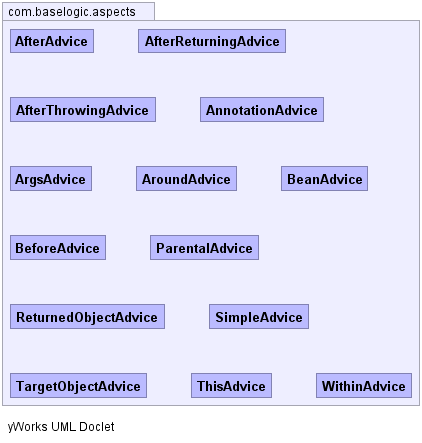 com.baselogic.aspects
AfterAdvice AfterReturningAdvice
AfterThrowingAdvice AnnotationAdvice
ArgsAdvice AroundAdvice BeanAdvice
BeforeAdvice ParentalAdvice
ReturnedObjectAdvice SimpleAdvice
TargetObjectAdvice ThisAdvice WithinAdvice
yWorks UML Doclet